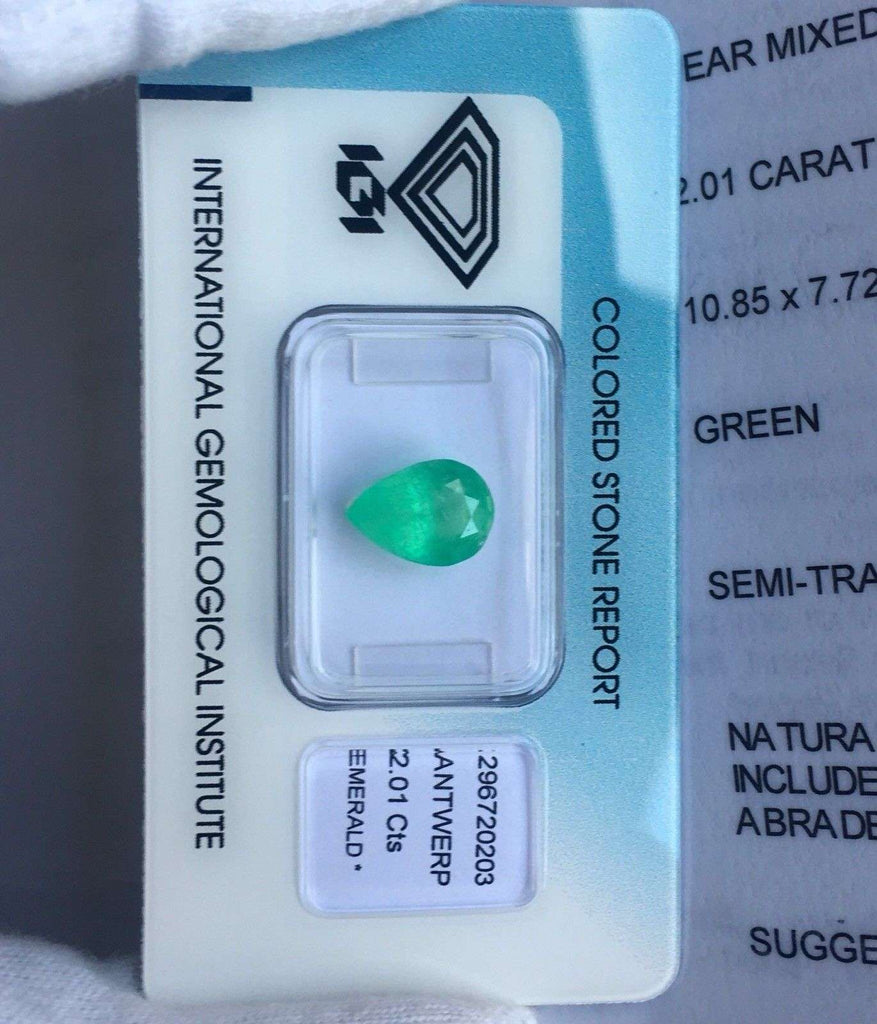 IGI
INTERNATIONAL GEMOLOGICAL INSTITUTE
COLORED STONE REPORT
296720203
ANTWERP
2.01 Cts
EMERALD *
EAR MIXED
2.01 CARAT
10.85 x 7.72
GREEN
SEMI-TRA
NATURA
INCLUDE
ABRADE
SUGGE